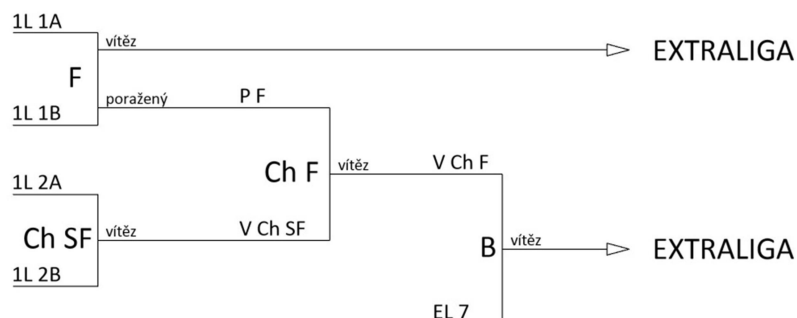 1L 1A
vítěz
EXTRALIGA
F
poražený
P F
1L 1B
Ch F
vítěz
V Ch F
1L 2A
Ch SF
vítěz
V Ch SF
B
vítěz
EXTRALIGA
1L 2B
EL 7